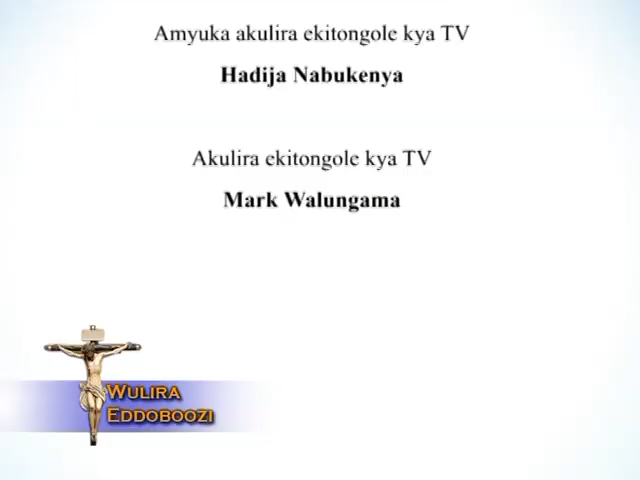 Amyuka akulira ekitongole kya TV
Hadija Nabukenya
Akulira ekitongole kya TV
Mark Walungama
Wulira
Eddoboozi